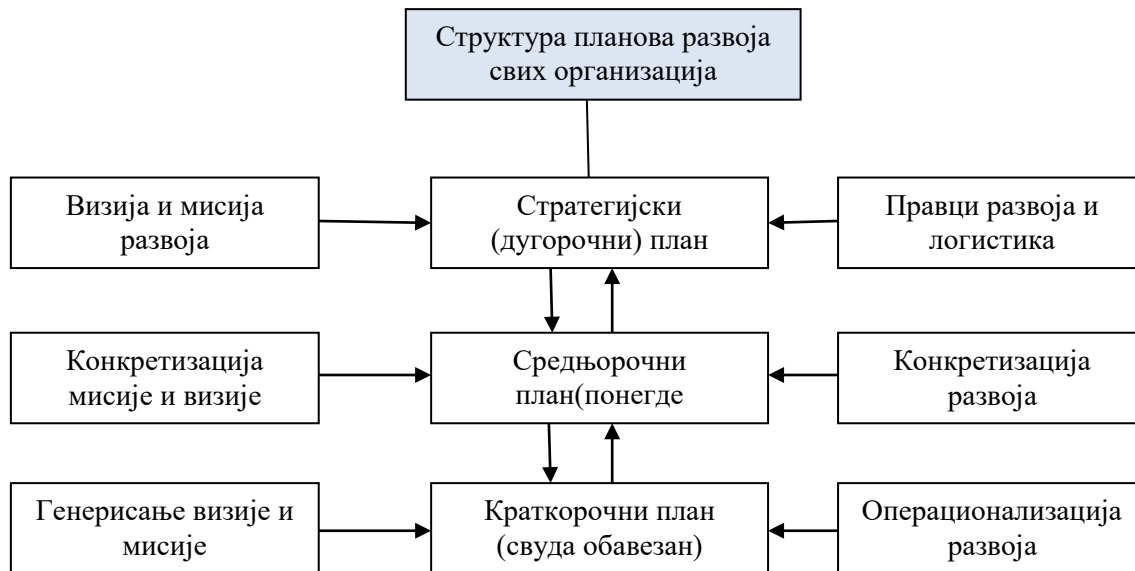 Структура планова развоја
свих организација
Визија и мисија
развоја
Стратегијски
(дугорочни) план
Правци развоја и
логистика
Конкретизација
мисије и визије
Средњорочни
план(понегде
Конкретизација
развоја
Генерисање визије и
мисије
Краткорочни план
(свуда обавезан)
Операционализација
развоја